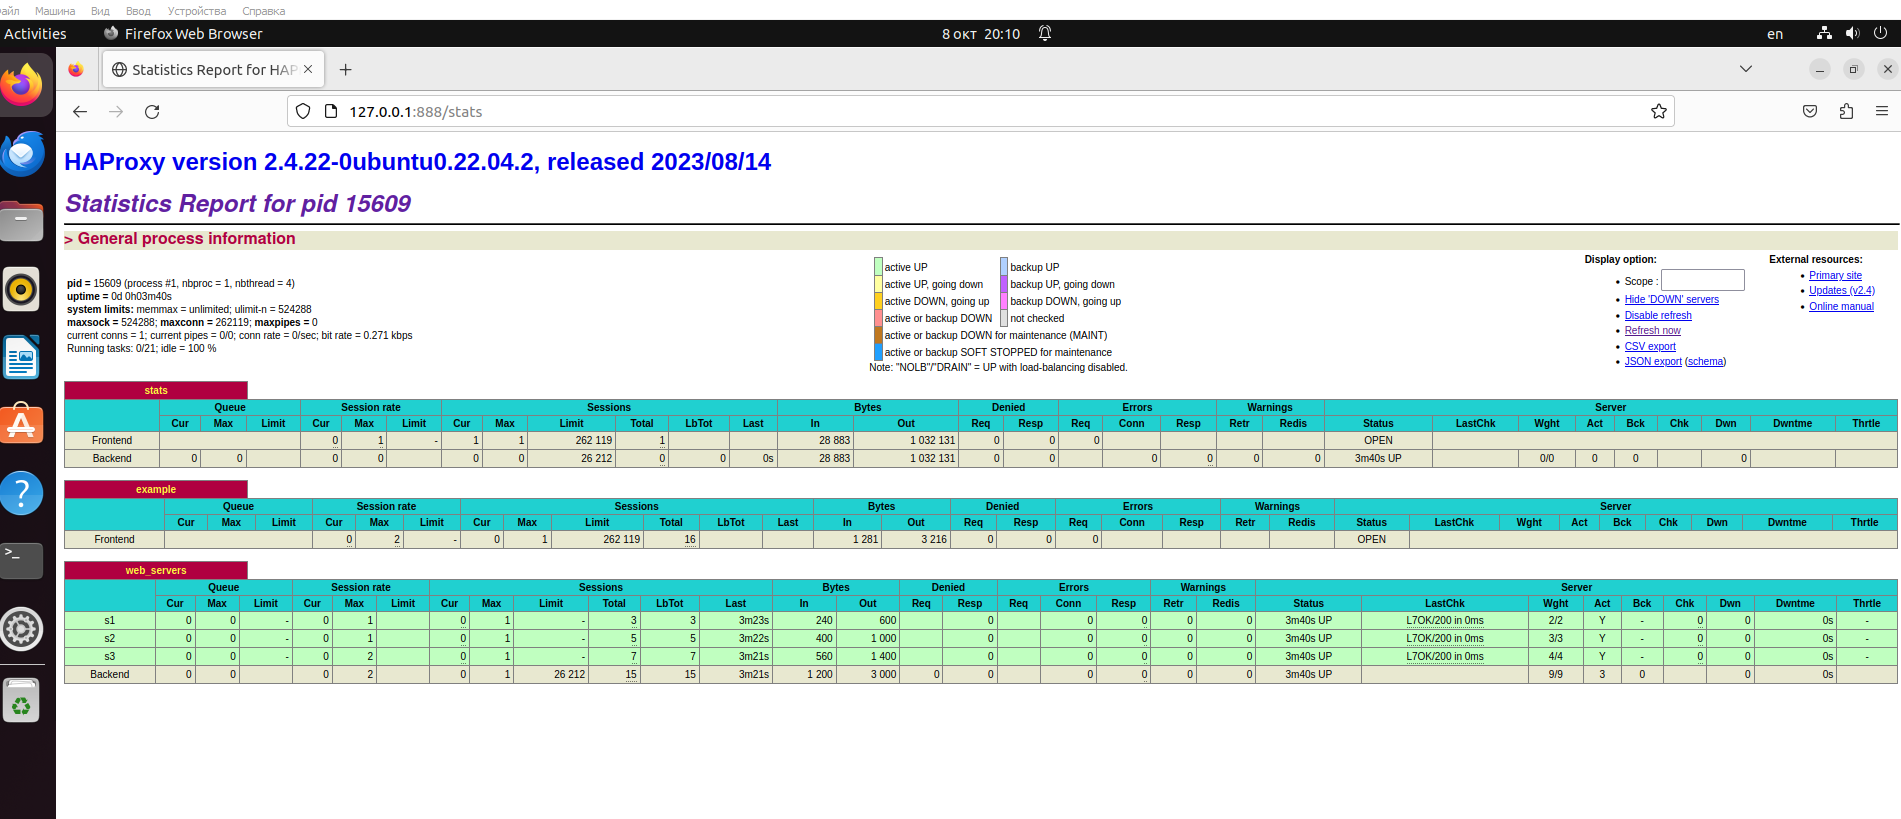 айл Машина Вид Ввод Устройства Справка
Activities Firefox Web Browser 8 окт 20:10 en
Statistics Report for HAP
127.0.0.1:888/stats
HAProxy version 2.4.22-0ubuntu0.22.04.2, released 2023/08/14
Statistics Report for pid 15609
> General process information
pid = 15609 (process #1, nbproc = 1, nbthread = 4)
uptime = 0d 0h03m40s
system limits: memmax = unlimited; ulimit-n = 524288
maxsock = 524288; maxconn = 262119; maxpipes = 0
current conns = 1; current pipes = 0/0; conn rate = 0/sec; bit rate = 0.271 kbps
Running tasks: 0/21; idle = 100 %
active UP backup UP
active UP, going down backup UP, going down
active DOWN, going up backup DOWN, going up
active or backup DOWN not checked
active or backup DOWN for maintenance (MAINT)
active or backup SOFT STOPPED for maintenance
Note: "NOLB"/"DRAIN" = UP with load-balancing disabled.
Display option:
Scope :
Hide 'DOWN' servers
Disable refresh
Refresh now
CSV export
JSON export (schema)
External resources:
Primary site
Updates (v2.4)
Online manual
stats
Queue Session rate Sessions Bytes Denied Errors Warnings Server
Cur Max Limit Cur Max Limit Cur Max Limit Total LbTot Last In Out Req Resp Req Conn Resp Retr Redis Status LastChk Wght Act Bck Chk Dwn Dwntme Thrtle
Frontend 0 1 - 1 1 262 119 1 28 883 1 032 131 0 0 0 OPEN
Backend 0 0 0 0 0 0 26 212 0 0 0s 28 883 1 032 131 0 0 0 0 0 0 3m40s UP 0/0 0 0 0
example
Queue Session rate Sessions Bytes Denied Errors Warnings Server
Cur Max Limit Cur Max Limit Cur Max Limit Total LbTot Last In Out Req Resp Req Conn Resp Retr Redis Status LastChk Wght Act Bck Chk Dwn Dwntme Thrtle
Frontend 0 2 - 0 1 262 119 16 1 281 3 216 0 0 0 OPEN
web_servers
Queue Session rate Sessions Bytes Denied Errors Warnings Server
Cur Max Limit Cur Max Limit Cur Max Limit Total LbTot Last In Out Req Resp Req Conn Resp Retr Redis Status LastChk Wght Act Bck Chk Dwn Dwntme Thrtle
s1 0 0 - 0 1 0 1 - 3 3 3m23s 240 600 0 0 0 0 0 3m40s UP L7OK/200 in 0ms 2/2 Y - 0 0 0s -
s2 0 0 - 0 1 0 1 - 5 5 3m22s 400 1 000 0 0 0 0 0 3m40s UP L7OK/200 in 0ms 3/3 Y - 0 0 0s -
s3 0 0 - 0 2 0 1 - 7 7 3m21s 560 1 400 0 0 0 0 0 3m40s UP L7OK/200 in 0ms 4/4 Y - 0 0 0s -
Backend 0 0 0 2 0 1 26 212 15 15 3m21s 1 200 3 000 0 0 0 0 0 0 3m40s UP 9/9 3 0 0 0s